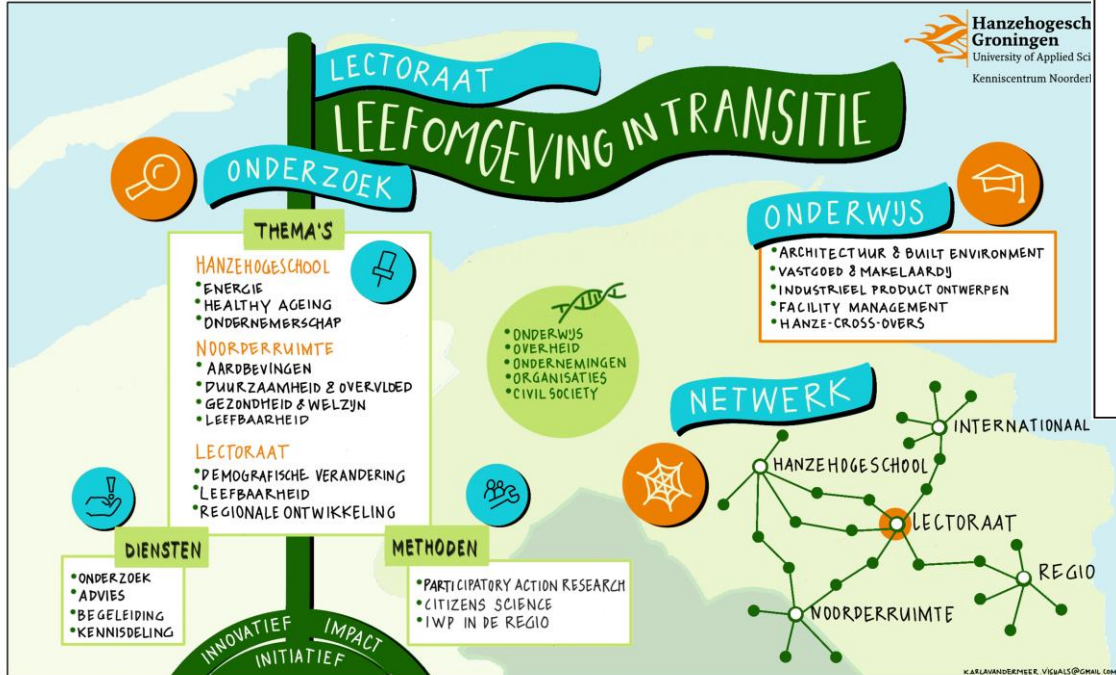 Hanzehogesch
Groningen
University of Applied Sci
Kenniscentrum Noorder
LECTORAAT
LEEFOMGEVING IN TRANSITIE
ONDERZOEK
THEMA'S
HANZEHOGESCHOOL
• ENERGIE
• HEALTHY AGEING
• ONDERNEMERSCHAP
NOORDERRUIMTE
• AARDBEVINGEN
• DUURZAAMHEID & OVERVLOED
• GEZONDHEID & WELZIJN
• LEEFBAARHEID
LECTORAAT
• DEMOGRAFISCHE VERANDERING
• LEEFBAARHEID
• REGIONALE ONTWIKKELING
DIENSTEN
• ONDERZOEK
• ADVIES
• BEGELEIDING
• KENNISDELING
METHODEN
• PARTICIPATORY ACTION RESEARCH
• CITIZENS SCIENCE
• IWP IN DE REGIO
INNOVATIEF
IMPACT
INITIATIEF
• ONDERWIJS
• OVERHEID
• ONDERNEMINGEN
• ORGANISATIES
• CIVIL SOCIETY
ONDERWIJS
• ARCHITECTUUR & BUILT ENVIRONMENT
• VASTGOED & MAKELAARDIJ
• INDUSTRIEEL PRODUCT ONTWERPEN
• FACILITY MANAGEMENT
• HANZE-CROSS-OVERS
NETWERK
INTERNATIONAAL
HANZEHOGESCHOOL
LECTORAAT
REGIO
NOORDERRUIMTE
KARLAVANDERMEER.VISUALS@GMAIL.COM